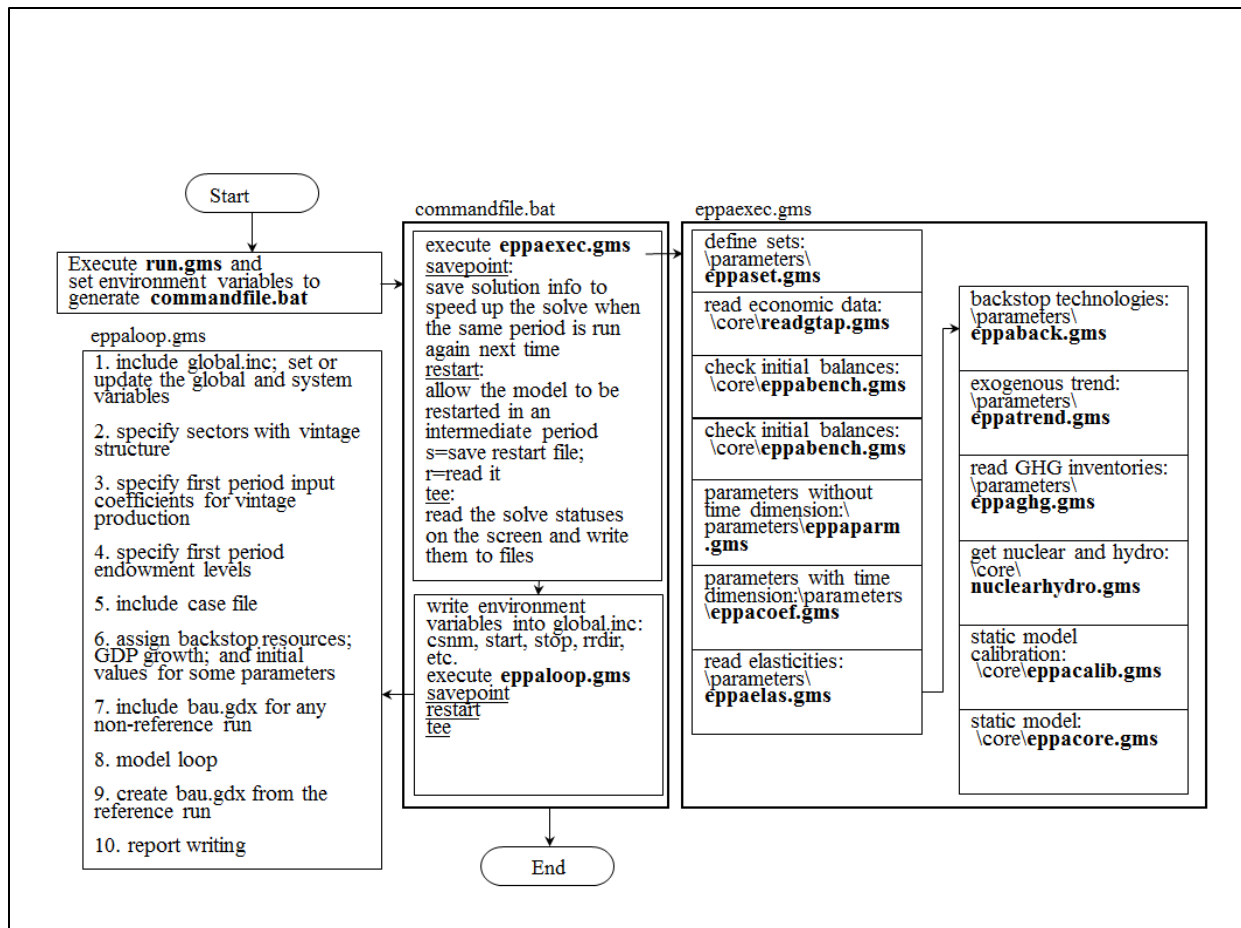 Start
Execute run.gms and
set environment variables to
generate commandfile.bat
eppaloop.gms
1. include global.inc; set or
update the global and system
variables
2. specify sectors with vintage
structure
3. specify first period input
coefficients for vintage
production
4. specify first period
endowment levels
5. include case file
6. assign backstop resources;
GDP growth; and initial
values for some parameters
7. include bau.gdx for any
non-reference run
8. model loop
9. create bau.gdx from the
reference run
10. report writing
commandfile.bat
execute eppaexec.gms
savepoint:
save solution info to
speed up the solve when
the same period is run
again next time
restart:
allow the model to be
restarted in an
intermediate period
s=save restart file;
r=read it
tee:
read the solve statuses
on the screen and write
them to files
write environment
variables into global.inc:
csnm, start, stop, rrdir,
etc.
execute eppaloop.gms
savepoint
restart
tee
End
eppaexec.gms
define sets:
\parameters\
eppaset.gms
read economic data:
\core\readgtap.gms
check initial balances:
\core\eppabench.gms
check initial balances:
\core\eppabench.gms
parameters without
time dimension:\
parameters\eppaparm
.gms
parameters with time
dimension:\parameters
\eppacoef.gms
read elasticities:
\parameters\
eppaelas.gms
backstop technologies:
\parameters\
eppaback.gms
exogenous trend:
\parameters\
eppatrend.gms
read GHG inventories:
\parameters\
eppaghg.gms
get nuclear and hydro:
\core\
nuclearhydro.gms
static model
calibration:
\core\eppacalib.gms
static model:
\core\eppacore.gms